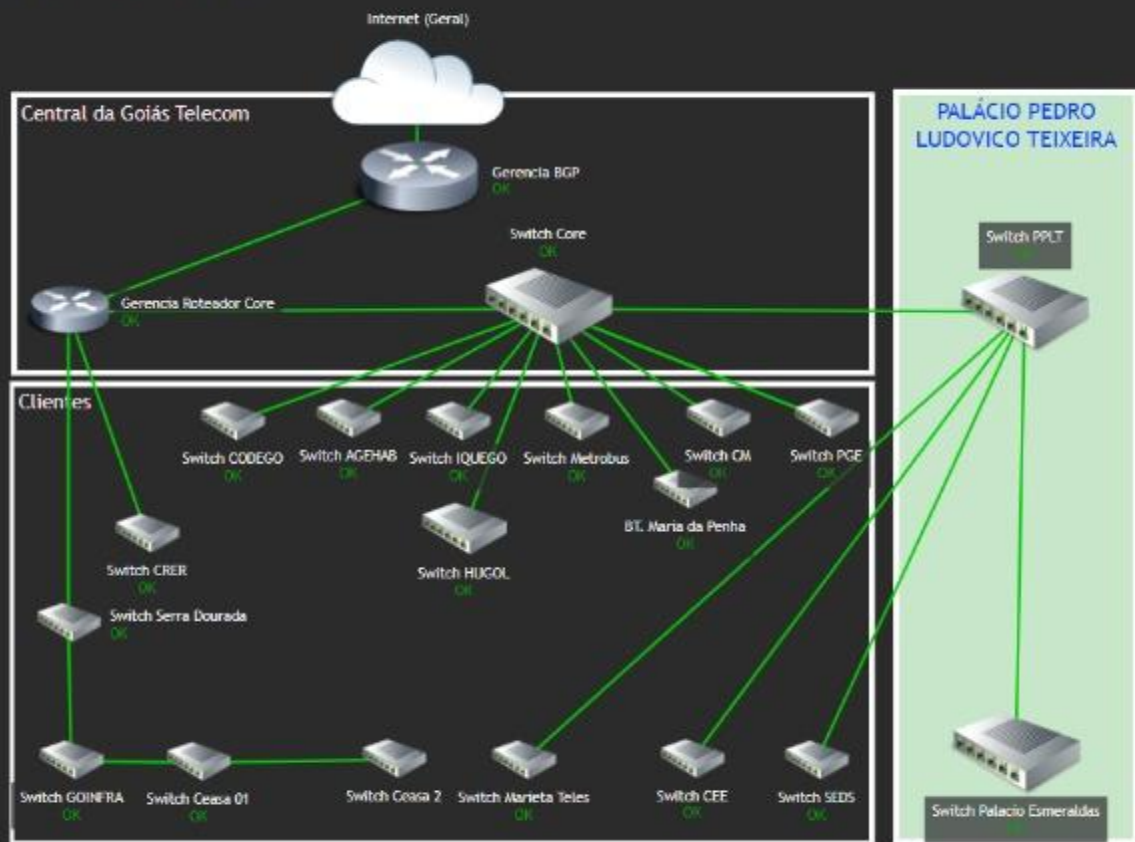 Internet (Geral)
Central da Goiás Telecom
PALÁCIO PEDRO
LUDOVICO TEIXEIRA
Gerencia BGP
OK
Switch Core
OK
Switch PPLT
Gerencia Roteador Core
OK
Clientes
Switch CODEGO
OK
Switch AGEHAB
OK
Switch IQUEGO
OK
Switch Metrobus
OK
Switch CM
OK
Switch PGE
OK
BT. Maria da Penha
OK
Switch HUGOL
OK
Switch CRER
OK
Switch Serra Dourada
OK
Switch GOINFRA
OK
Switch Ceasa 01
OK
Switch Ceasa 2
OK
Switch Marieta Teles
OK
Switch CEE
OK
Switch SEDS
OK
Switch Palacio Esmeraldas